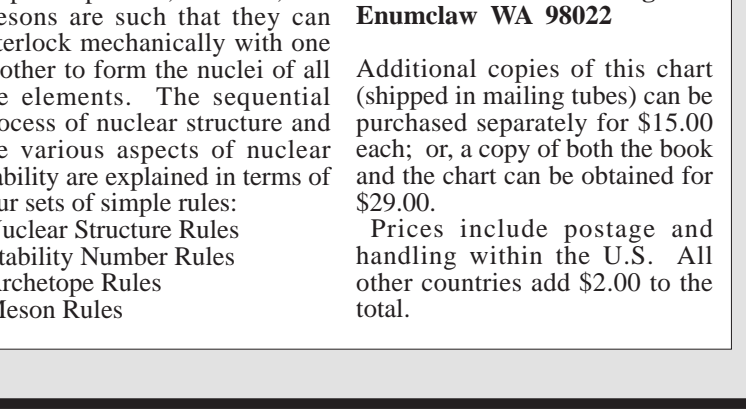 esons are such that they can
terlock mechanically with one
other to form the nuclei of all
e elements. The sequential
ocess of nuclear structure and
e various aspects of nuclear
ability are explained in terms of
ur sets of simple rules:
uclear Structure Rules
tability Number Rules
rchetope Rules
Meson Rules
Enumclaw WA 98022
Additional copies of this chart
(shipped in mailing tubes) can be
purchased separately for $15.00
each; or, a copy of both the book
and the chart can be obtained for
$29.00.
Prices include postage and
handling within the U.S. All
other countries add $2.00 to the
total.